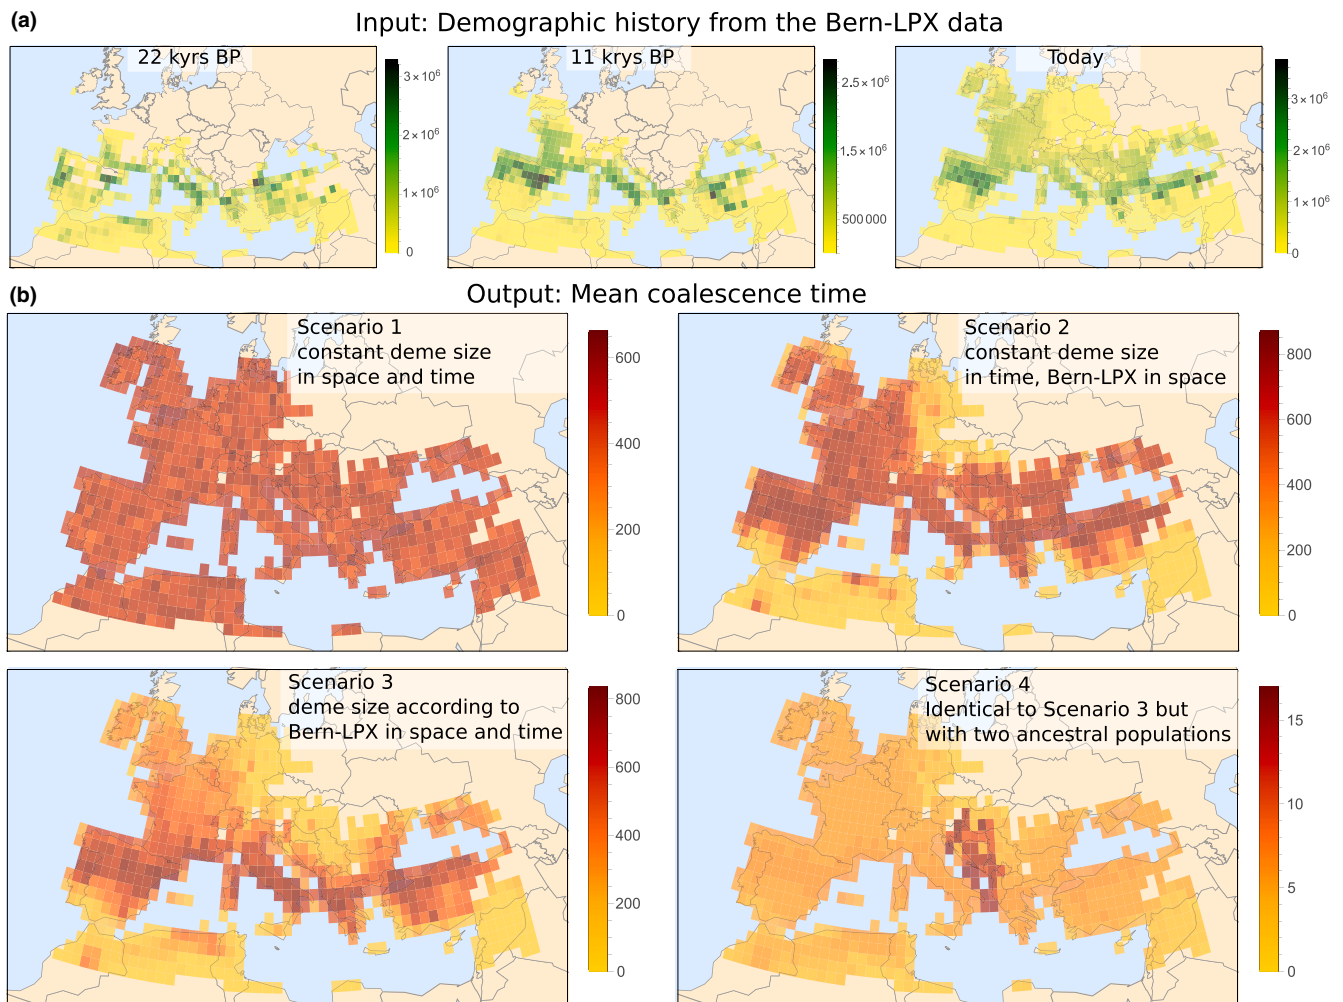 (a)
Input: Demographic history from the Bern-LPX data
22 kyrs BP
3×10⁶
2×10⁶
1×10⁶
0
11 krys BP
2.5×10⁶
1.5×10⁶
500 000
Today
3×10⁶
2×10⁶
1×10⁶
0
(b)
Output: Mean coalescence time
Scenario 1
constant deme size
in space and time
600
400
200
0
Scenario 2
constant deme size
in time, Bern-LPX in space
800
600
400
200
0
Scenario 3
deme size according to
Bern-LPX in space and time
800
600
400
200
0
Scenario 4
Identical to Scenario 3 but
with two ancestral populations
15
10
5
0